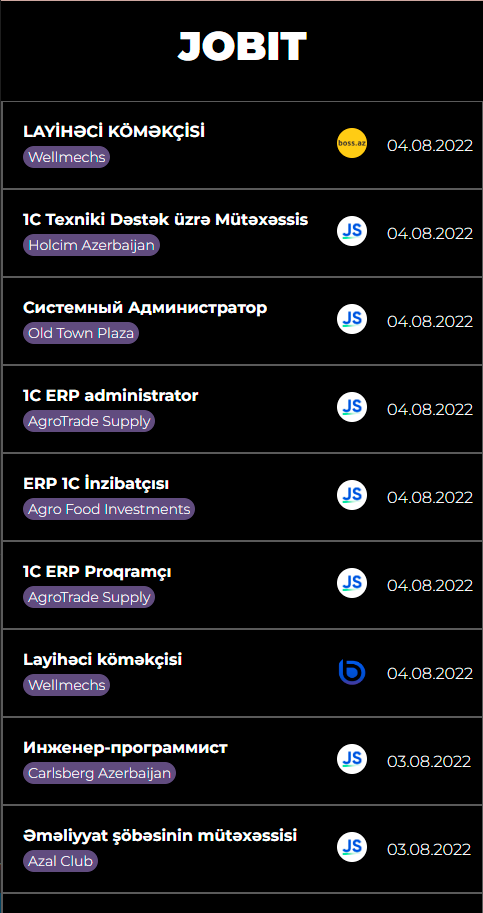 JOBIT
LAYİHƏCİ KÖMƏKÇİSİ
Wellmechs
boss.az
04.08.2022
1C Texniki Dəstək üzrə Mütəxəssis
Holcim Azerbaijan
JS
04.08.2022
Системный Администратор
Old Town Plaza
JS
04.08.2022
1C ERP administrator
AgroTrade Supply
JS
04.08.2022
ERP 1C İnzibatçısı
Agro Food Investments
JS
04.08.2022
1C ERP Proqramçı
AgroTrade Supply
JS
04.08.2022
Layihəci köməkçisi
Wellmechs
04.08.2022
Инженер-программист
Carlsberg Azerbaijan
JS
03.08.2022
Əməliyyat şöbəsinin mütəxəssisi
Azal Club
JS
03.08.2022